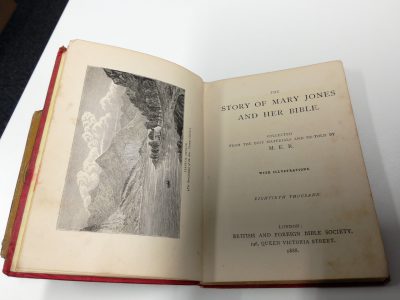 THE
STORY OF MARY JONES
AND HER BIBLE.
COLLECTED
FROM THE BEST MATERIALS AND RE-TOLD BY
M. E. R.
WITH ILLUSTRATIONS.
EIGHTIETH THOUSAND.
LONDON:
BRITISH AND FOREIGN BIBLE SOCIETY,
146, QUEEN VICTORIA STREET,
1888.